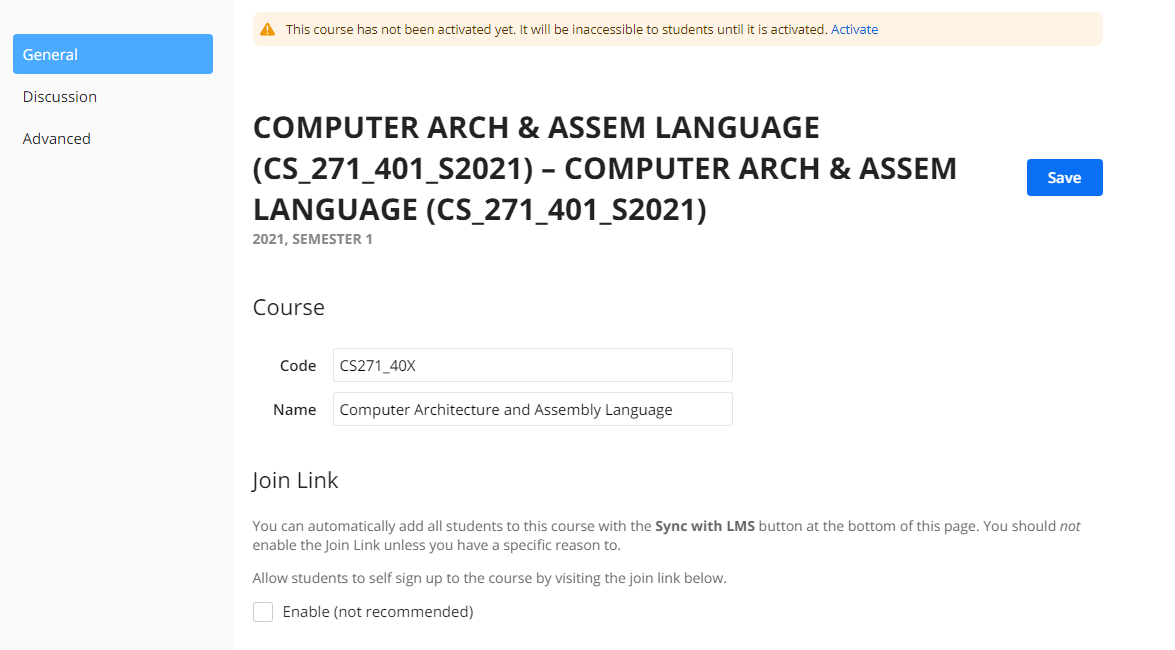 General
Discussion
Advanced
This course has not been activated yet. It will be inaccessible to students until it is activated. Activate
COMPUTER ARCH & ASSEM LANGUAGE
(CS_271_401_S2021) – COMPUTER ARCH & ASSEM
LANGUAGE (CS_271_401_S2021)
2021, SEMESTER 1
Save
Course
Code CS271_40X
Name Computer Architecture and Assembly Language
Join Link
You can automatically add all students to this course with the Sync with LMS button at the bottom of this page. You should not
enable the Join Link unless you have a specific reason to.
Allow students to self sign up to the course by visiting the join link below.
Enable (not recommended)